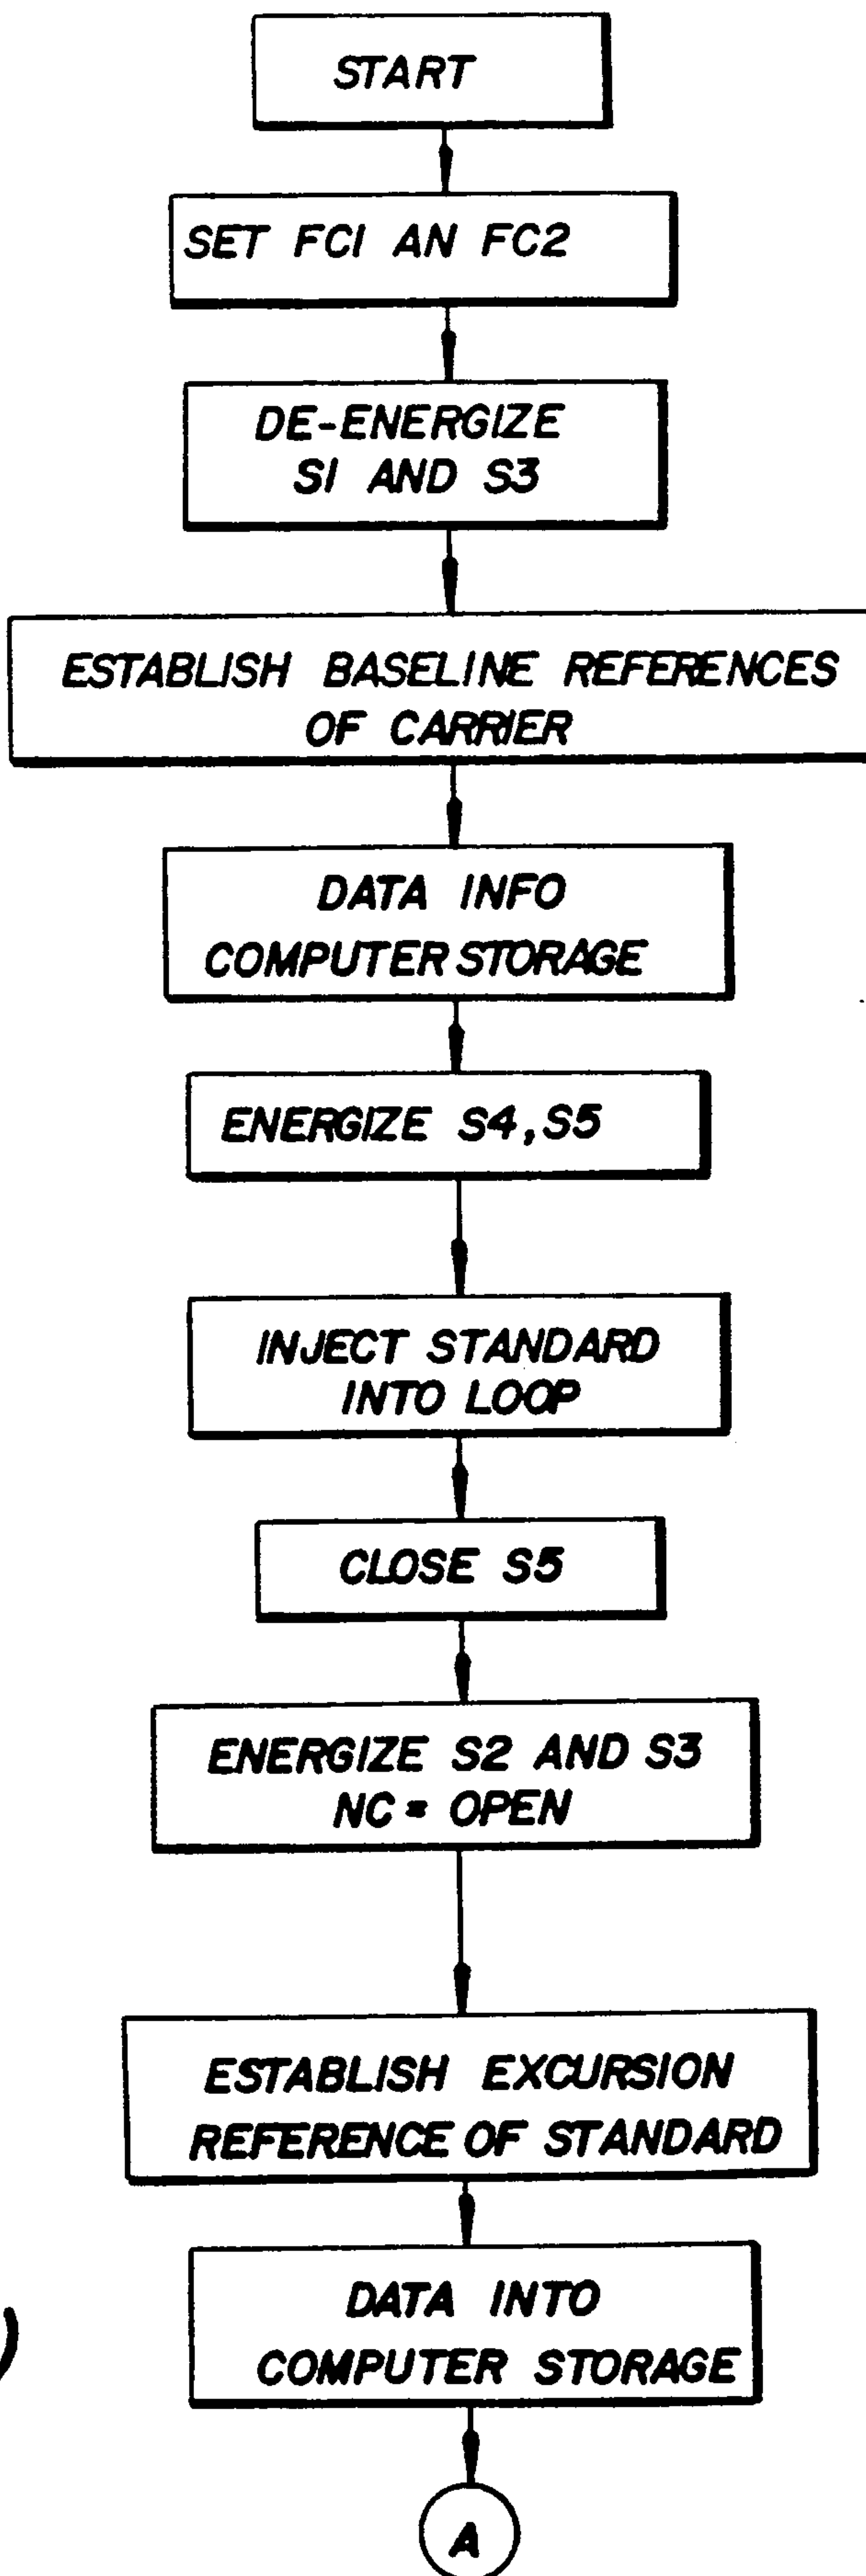 START
SET FC1 AN FC2
DE-ENERGIZE
S1 AND S3
ESTABLISH BASELINE REFERENCES
OF CARRIER
DATA INFO
COMPUTER STORAGE
ENERGIZE S4, S5
INJECT STANDARD
INTO LOOP
CLOSE S5
ENERGIZE S2 AND S3
NC = OPEN
ESTABLISH EXCURSION
REFERENCE OF STANDARD
DATA INTO
COMPUTER STORAGE
A